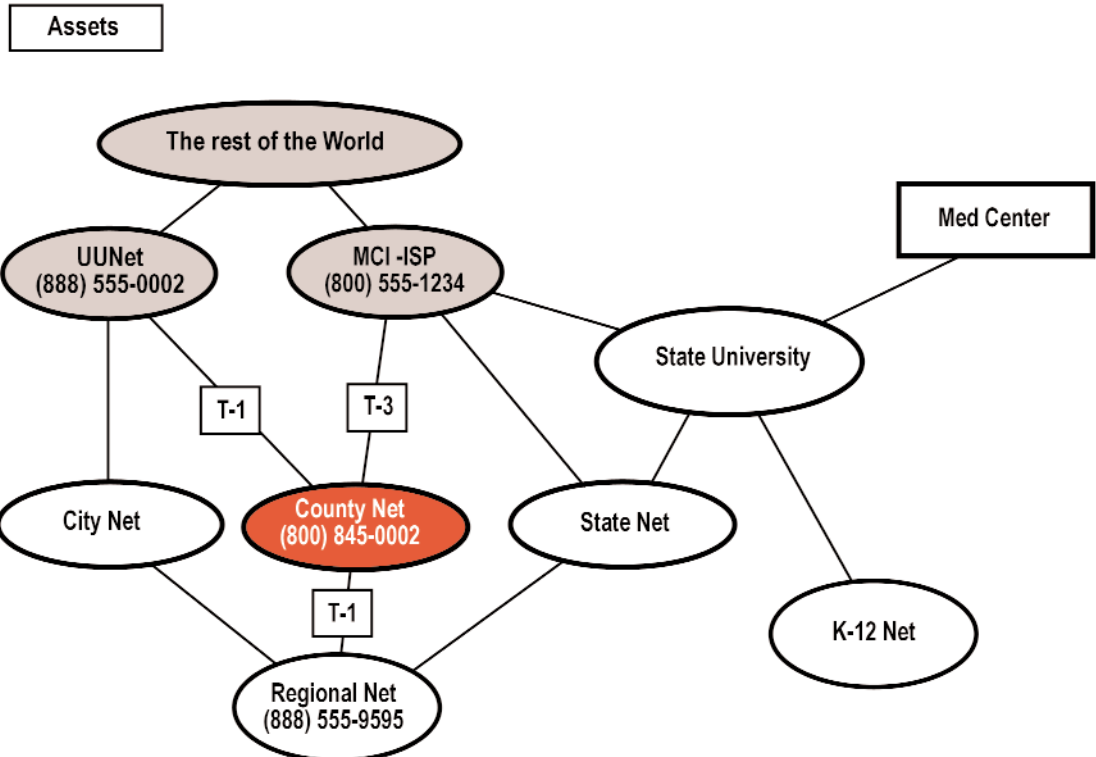 Assets
The rest of the World
Med Center
UUNet
(888) 555-0002
MCI -ISP
(800) 555-1234
State University
T-1
T-3
City Net
County Net
(800) 845-0002
State Net
T-1
K-12 Net
Regional Net
(888) 555-9595